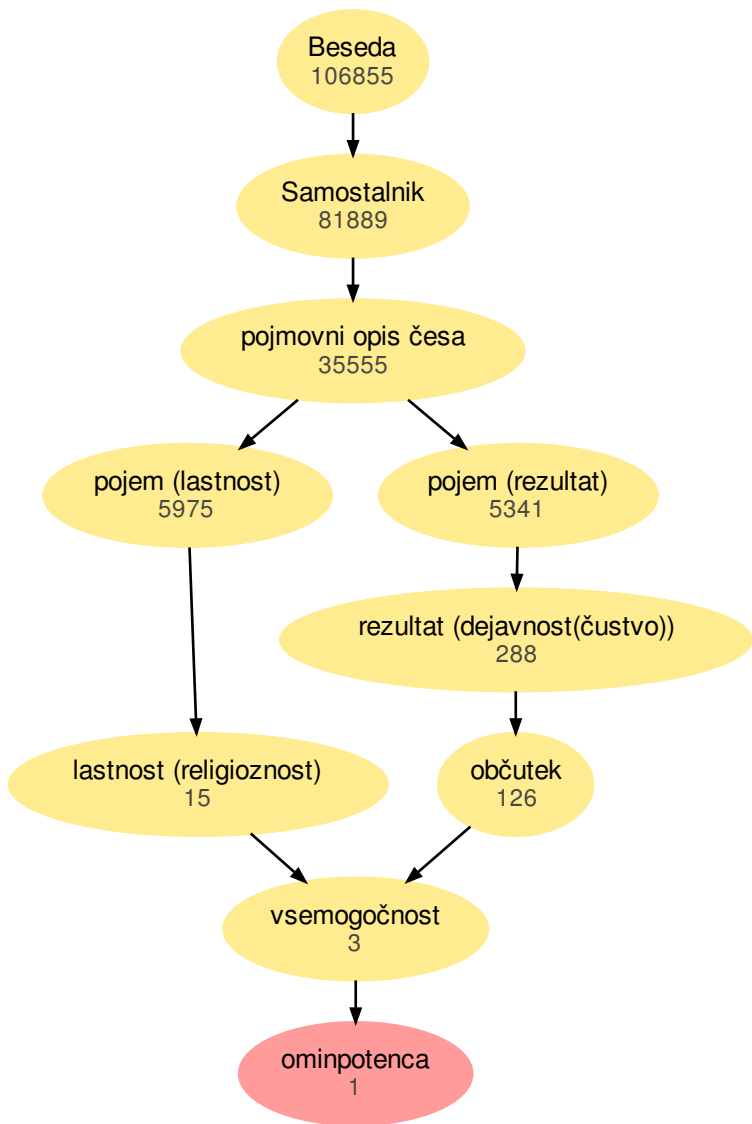 Beseda
106855
Samostalnik
81889
pojmovni opis česa
35555
pojem (lastnost)
5975
pojem (rezultat)
5341
rezultat (dejavnost(čustvo))
288
lastnost (religioznost)
15
občutek
126
vsemogočnost
3
ominpotenca
1